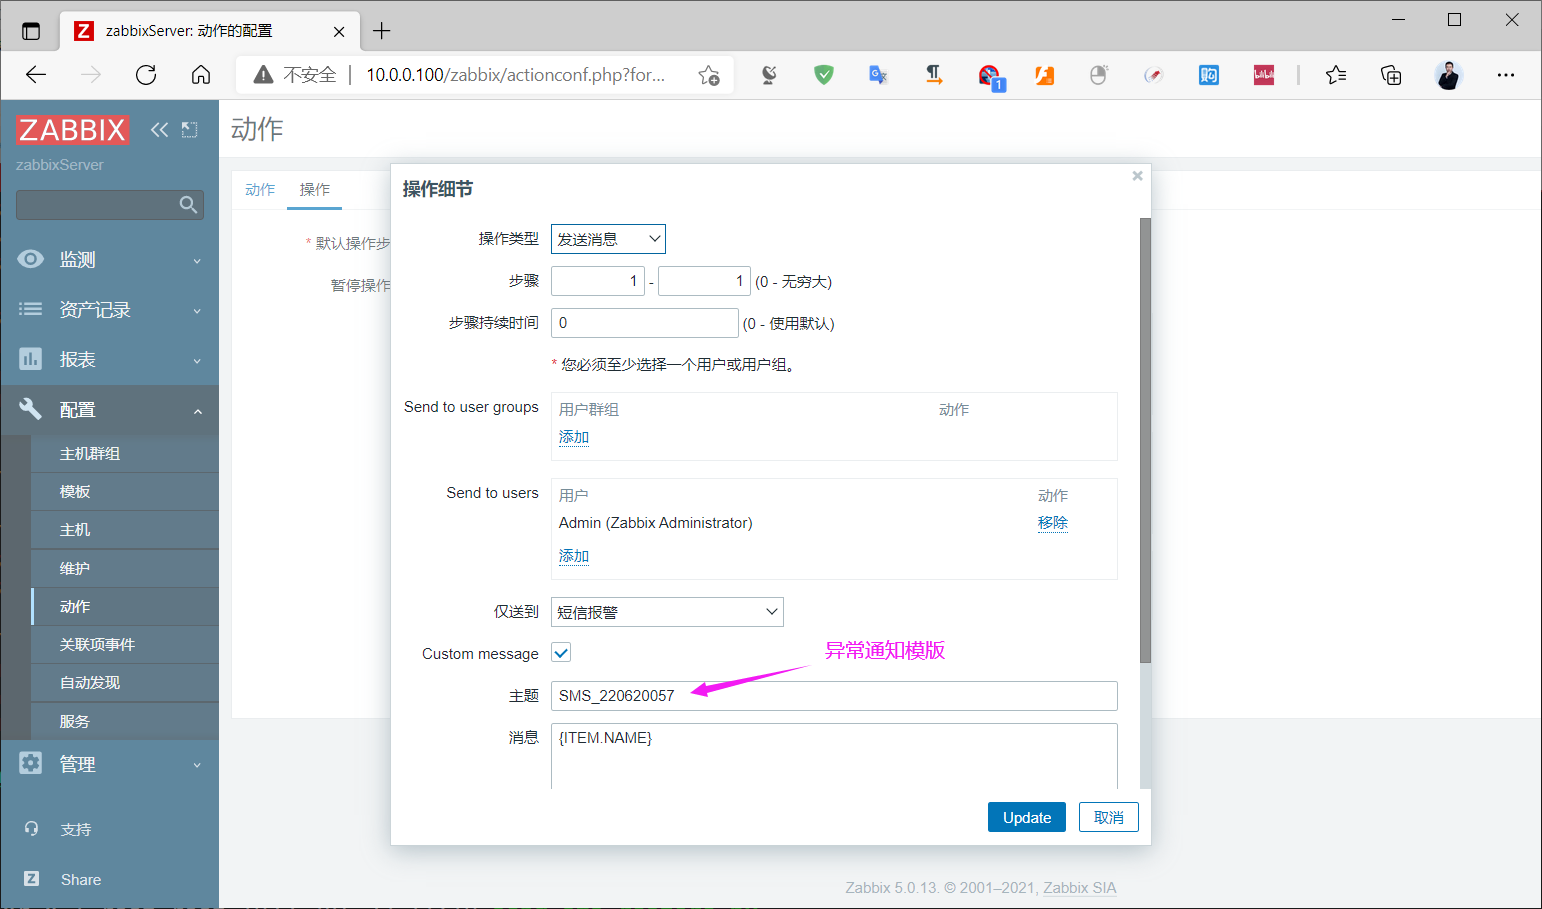 zabbixServer: 动作的配置
不安全 | 10.0.0.100/zabbix/actionconf.php?for...
1
ZABBIX
zabbixServer
监测
资产记录
报表
配置
主机群组
模板
主机
维护
动作
关联项事件
自动发现
服务
管理
支持
Share
动作
动作 操作
* 默认操作步
暂停操作
操作细节
操作类型 发送消息
步骤 1 - 1 (0 - 无穷大)
步骤持续时间 0 (0 - 使用默认)
* 您必须至少选择一个用户或用户组。
Send to user groups 用户群组 动作
添加
Send to users 用户 动作
Admin (Zabbix Administrator) 移除
添加
仅送到 短信报警
Custom message
异常通知模版
主题 SMS_220620057
消息 {ITEM.NAME}
Update 取消
Zabbix 5.0.13. © 2001–2021, Zabbix SIA